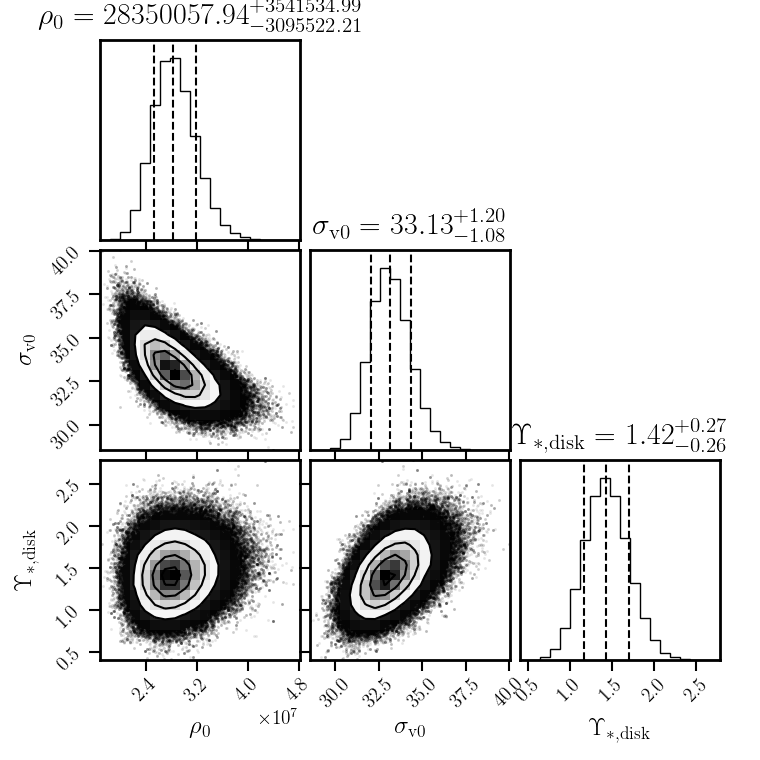 ρ₀ = 28350057.94⁺³⁵⁴¹⁵³⁴·⁹⁹₋₃₀₉₅₅₂₂.₂₁
σᵥ₀ = 33.13⁺¹·²⁰₋₁.₀₈
40.0
37.5
35.0
32.5
30.0
σᵥ₀
ϒ*,disk = 1.42⁺⁰·²⁷₋₀.₂₆
2.5
2.0
1.5
1.0
0.5
ϒ*,disk
2.4 3.2 4.0 4.8
×10⁷
ρ₀
30.0 32.5 35.0 37.5 40.0
σᵥ₀
0.5 1.0 1.5 2.0 2.5
ϒ*,disk